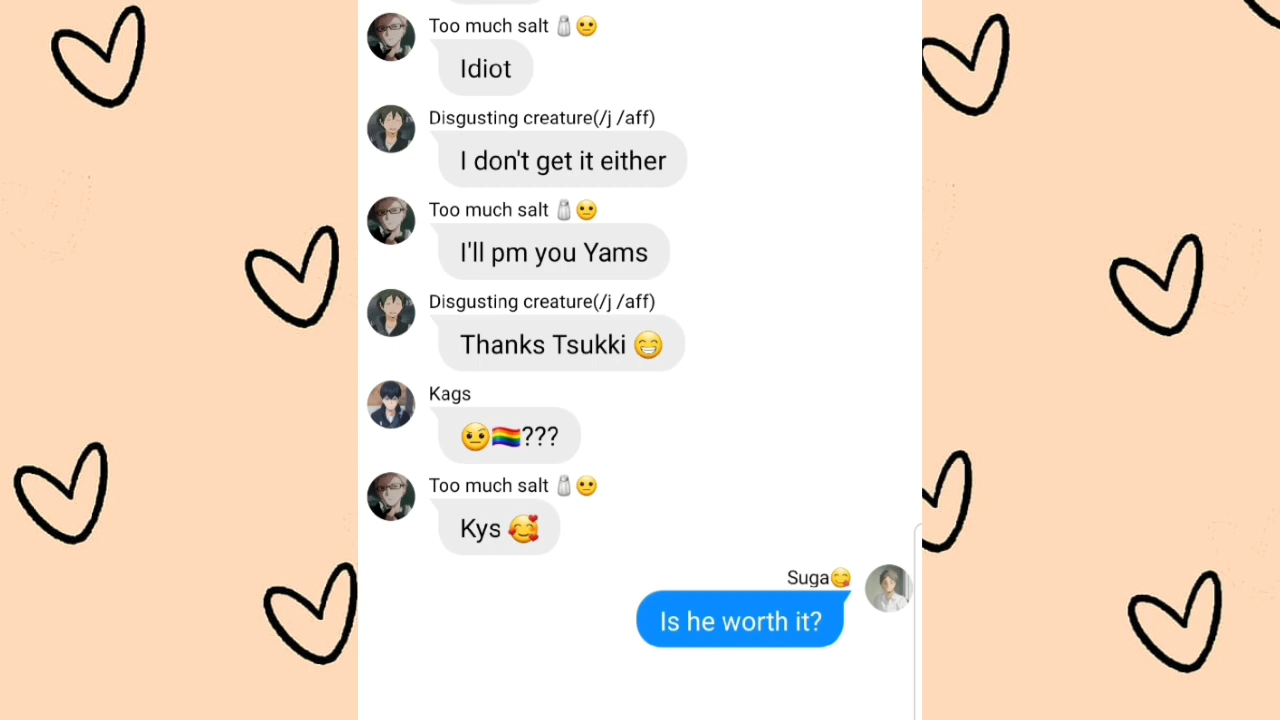 Too much salt 🧂😐
Idiot
Disgusting creature(/j /aff)
I don't get it either
Too much salt 🧂😐
I'll pm you Yams
Disgusting creature(/j /aff)
Thanks Tsukki 😁
Kags
🤨🏳️‍🌈???
Too much salt 🧂😐
Kys 🥰
Suga😋
Is he worth it?